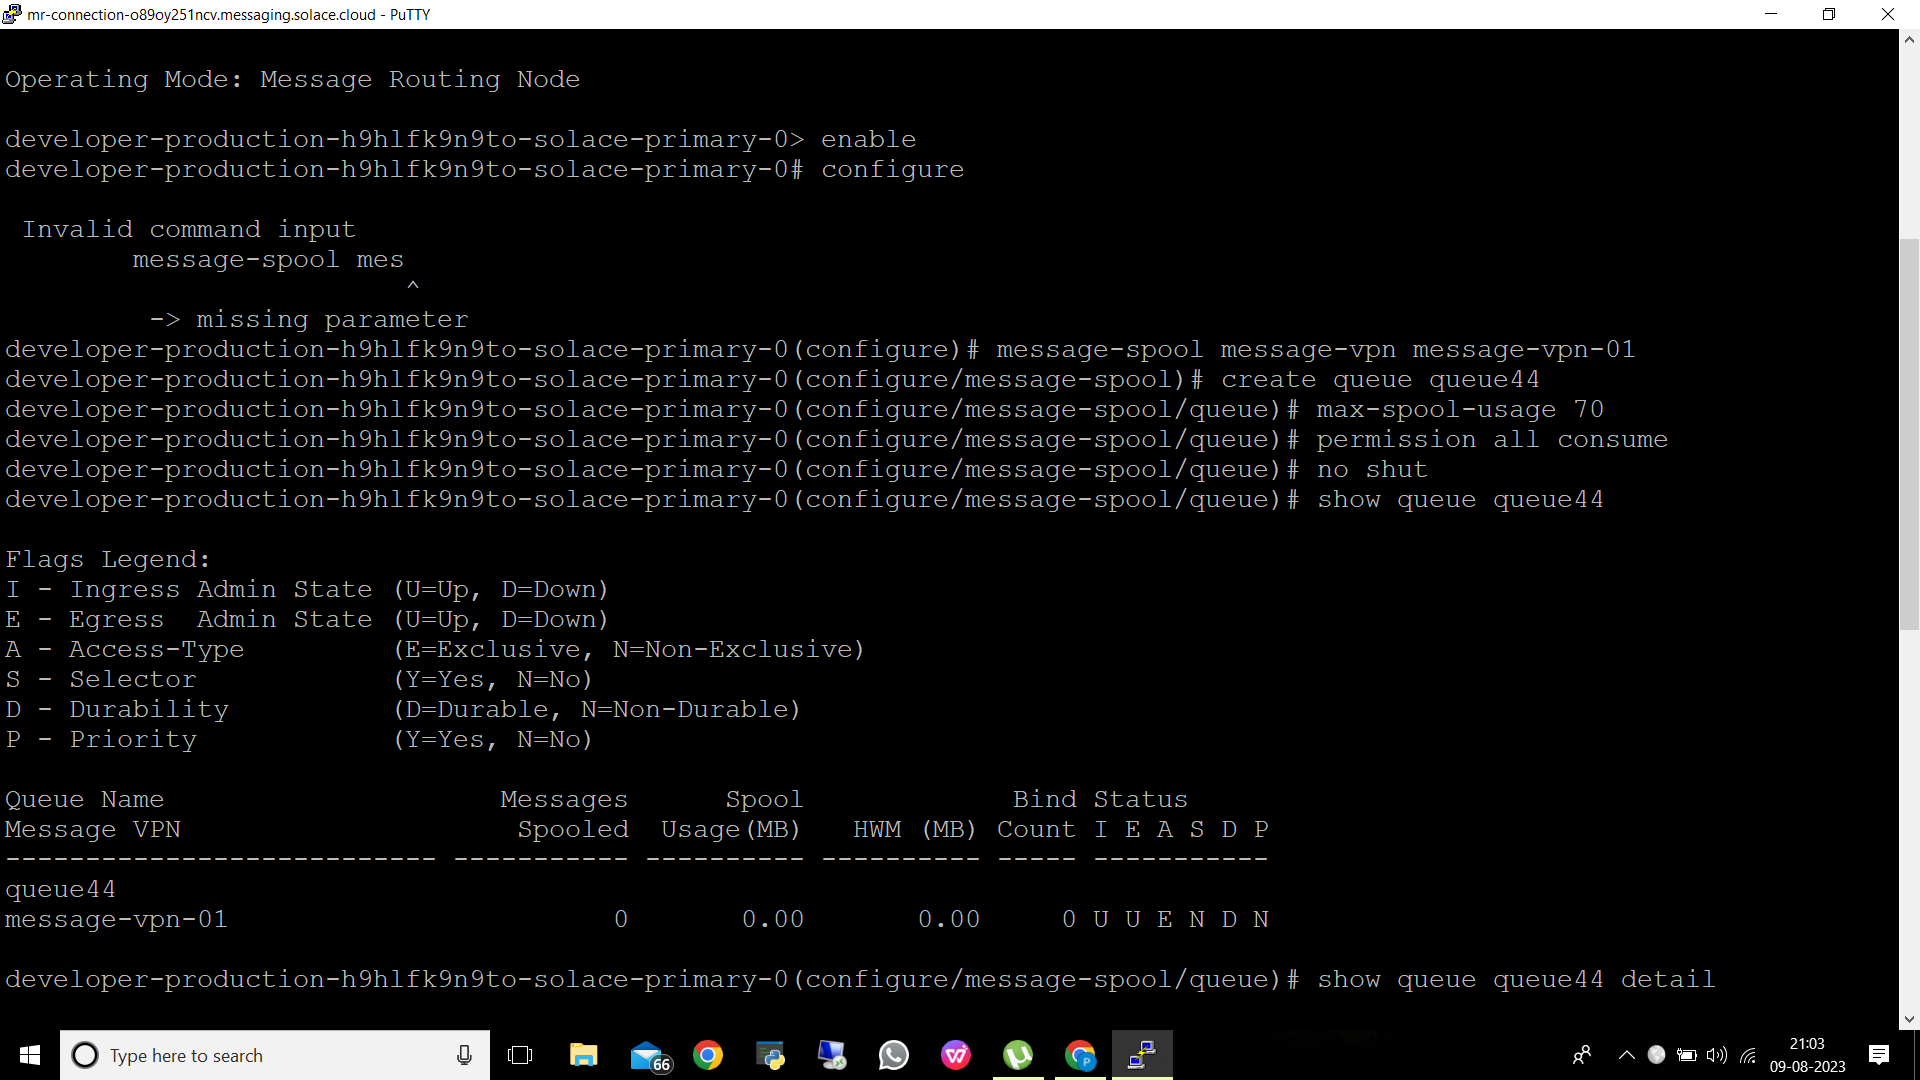 mr-connection-o89oy251ncv.messaging.solace.cloud - PuTTY
Operating Mode: Message Routing Node
developer-production-h9hlfk9n9to-solace-primary-0> enable
developer-production-h9hlfk9n9to-solace-primary-0# configure
Invalid command input
message-spool mes
^
-> missing parameter
developer-production-h9hlfk9n9to-solace-primary-0(configure)# message-spool message-vpn message-vpn-01
developer-production-h9hlfk9n9to-solace-primary-0(configure/message-spool)# create queue queue44
developer-production-h9hlfk9n9to-solace-primary-0(configure/message-spool/queue)# max-spool-usage 70
developer-production-h9hlfk9n9to-solace-primary-0(configure/message-spool/queue)# permission all consume
developer-production-h9hlfk9n9to-solace-primary-0(configure/message-spool/queue)# no shut
developer-production-h9hlfk9n9to-solace-primary-0(configure/message-spool/queue)# show queue queue44
Flags Legend:
I - Ingress Admin State (U=Up, D=Down)
E - Egress  Admin State (U=Up, D=Down)
A - Access-Type         (E=Exclusive, N=Non-Exclusive)
S - Selector            (Y=Yes, N=No)
D - Durability          (D=Durable, N=Non-Durable)
P - Priority            (Y=Yes, N=No)
Queue Name                     Messages      Spool             Bind Status
Message VPN                     Spooled  Usage(MB)   HWM (MB) Count I E A S D P
--------------------------- ----------- ---------- ---------- ----- -----------
queue44
message-vpn-01                        0       0.00       0.00     0 U U E N D N
developer-production-h9hlfk9n9to-solace-primary-0(configure/message-spool/queue)# show queue queue44 detail
Type here to search
66
21:03
09-08-2023